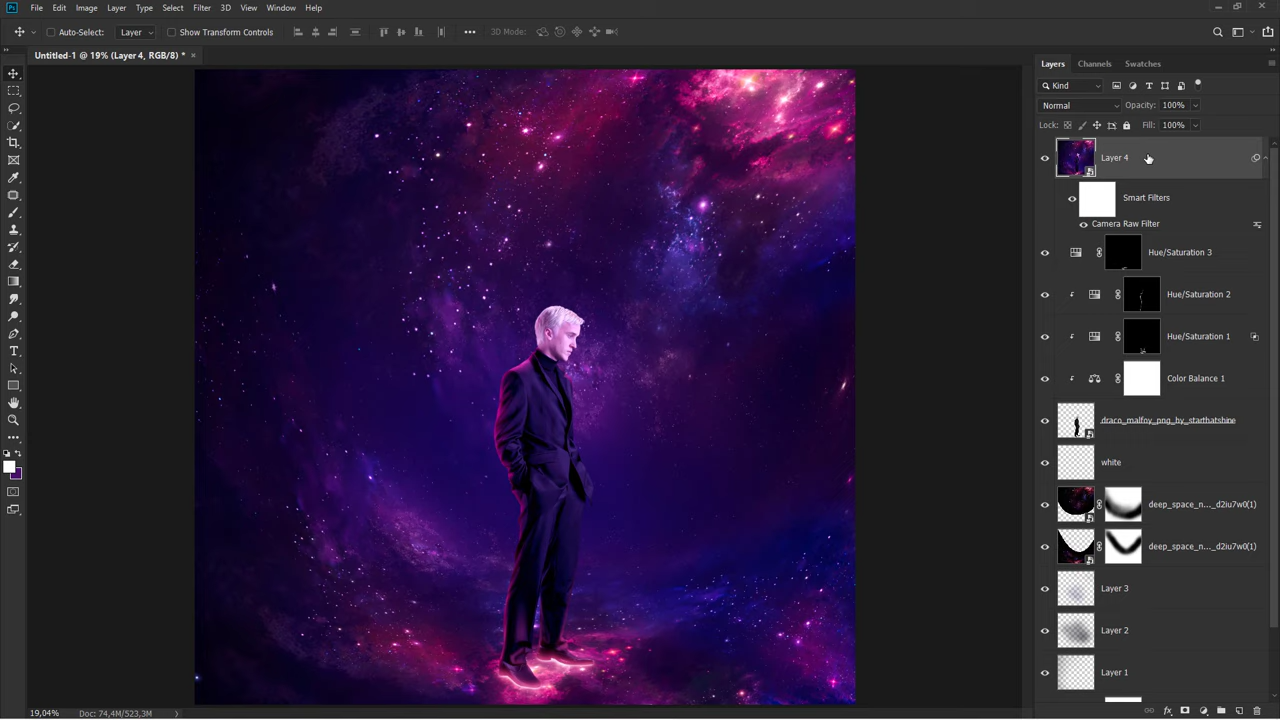 Ps File Edit Image Layer Type Select Filter 3D View Window Help
Auto-Select: Layer Show Transform Controls 3D Mode:
Untitled-1 @ 19% (Layer 4, RGB/8) *
Layers Channels Swatches
Kind
Normal Opacity: 100%
Lock: Fill: 100%
Layer 4
Smart Filters
Camera Raw Filter
Hue/Saturation 3
Hue/Saturation 2
Hue/Saturation 1
Color Balance 1
draco_malfoy_png_by_starthatshine
white
deep_space_n..._d2iu7w0(1)
deep_space_n..._d2iu7w0(1)
Layer 3
Layer 2
Layer 1
19,04% Doc: 74,4M/523,3M